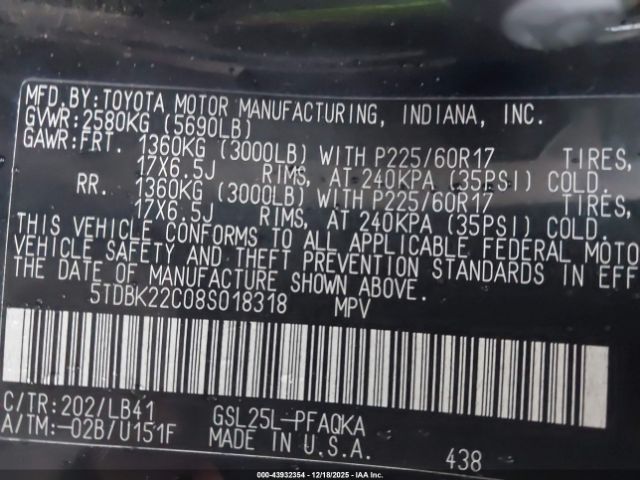 MFD.BY:TOYOTA MOTOR MANUFACTURING, INDIANA, INC.
GVWR:2580KG (5690LB)
GAWR:FRT. 1360KG (3000LB) WITH P225/60R17 TIRES,
17X6.5J RIMS, AT 240KPA (35PSI) COLD.
RR. 1360KG (3000LB) WITH P225/60R17 TIRES,
17X6.5J RIMS, AT 240KPA (35PSI) COLD.
THIS VEHICLE CONFORMS TO ALL APPLICABLE FEDERAL MOTO
VEHICLE SAFETY AND THEFT PREVENTION STANDARDS IN EFF
THE DATE OF MANUFACTURE SHOWN ABOVE.
5TDBK22C08S018318 MPV
C/TR:202/LB41 GSL25L-PFAQKA
A/TM:-02B/U151F MADE IN U.S.A. 438
000-43932354 - 12/18/2025 - IAAI.com